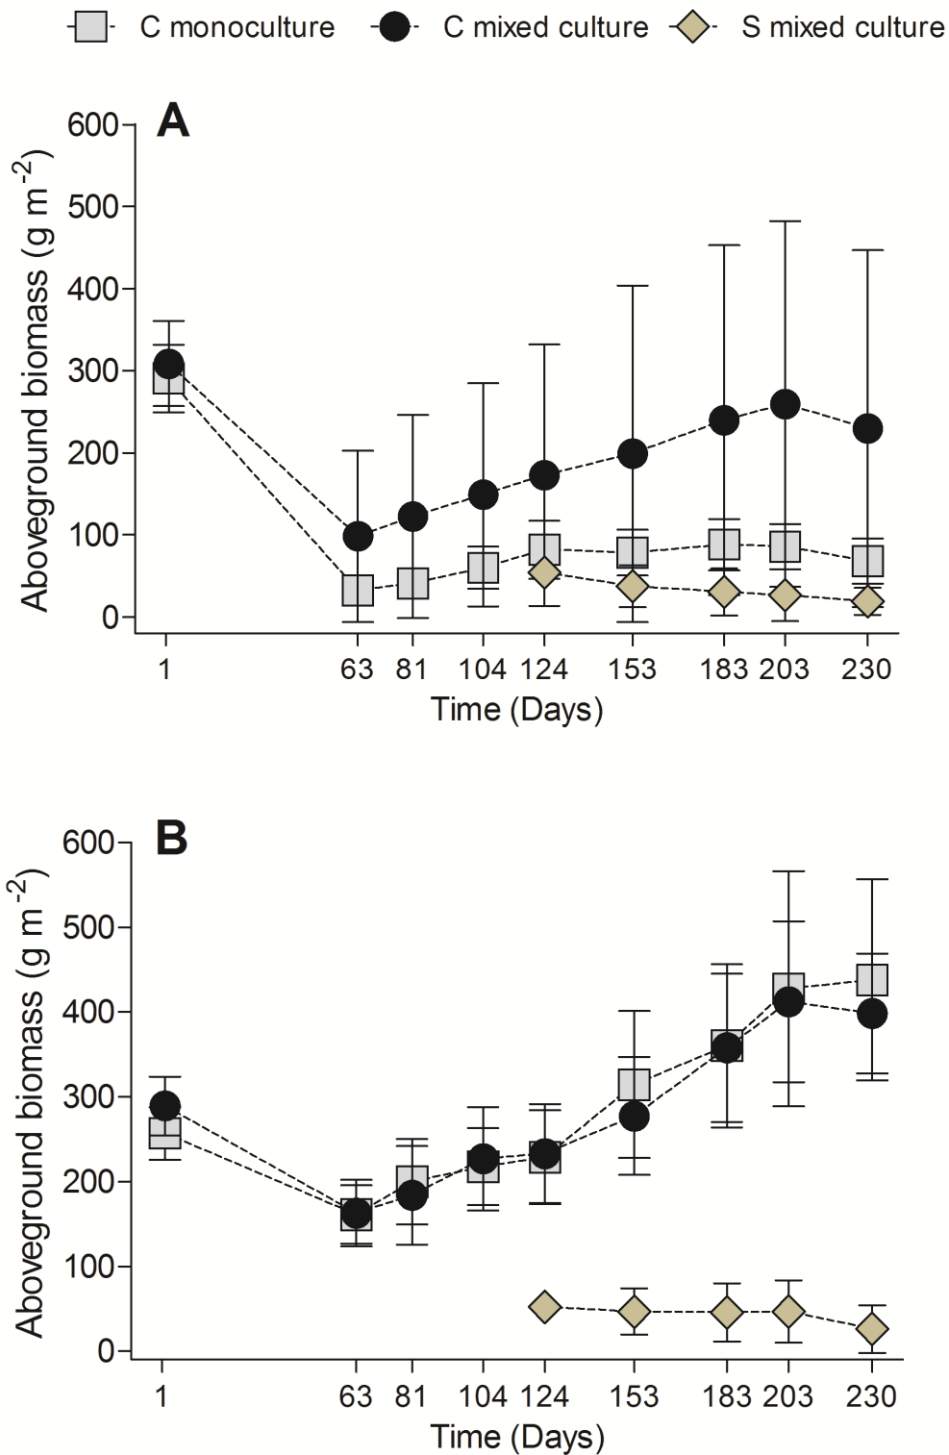 C monoculture C mixed culture S mixed culture
A
Aboveground biomass (g m⁻²)
600
500
400
300
200
100
0
1 63 81 104 124 153 183 203 230
Time (Days)
B
Aboveground biomass (g m⁻²)
600
500
400
300
200
100
0
1 63 81 104 124 153 183 203 230
Time (Days)